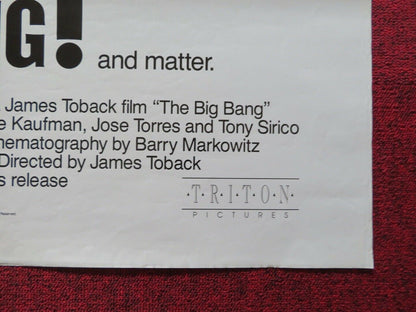 G!
and matter.
James Toback film “The Big Bang”
e Kaufman, Jose Torres and Tony Sirico
nematography by Barry Markowitz
Directed by James Toback
s release
T·R·I·T·O·N
PICTURES